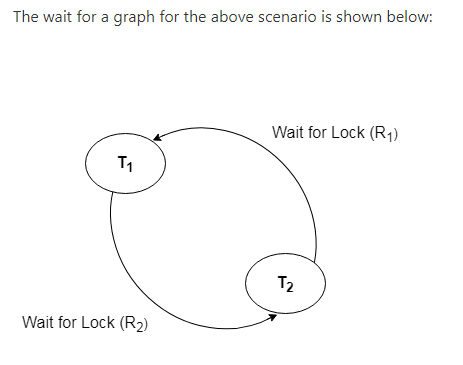 The wait for a graph for the above scenario is shown below:
Wait for Lock (R₁)
T₁
T₂
Wait for Lock (R₂)